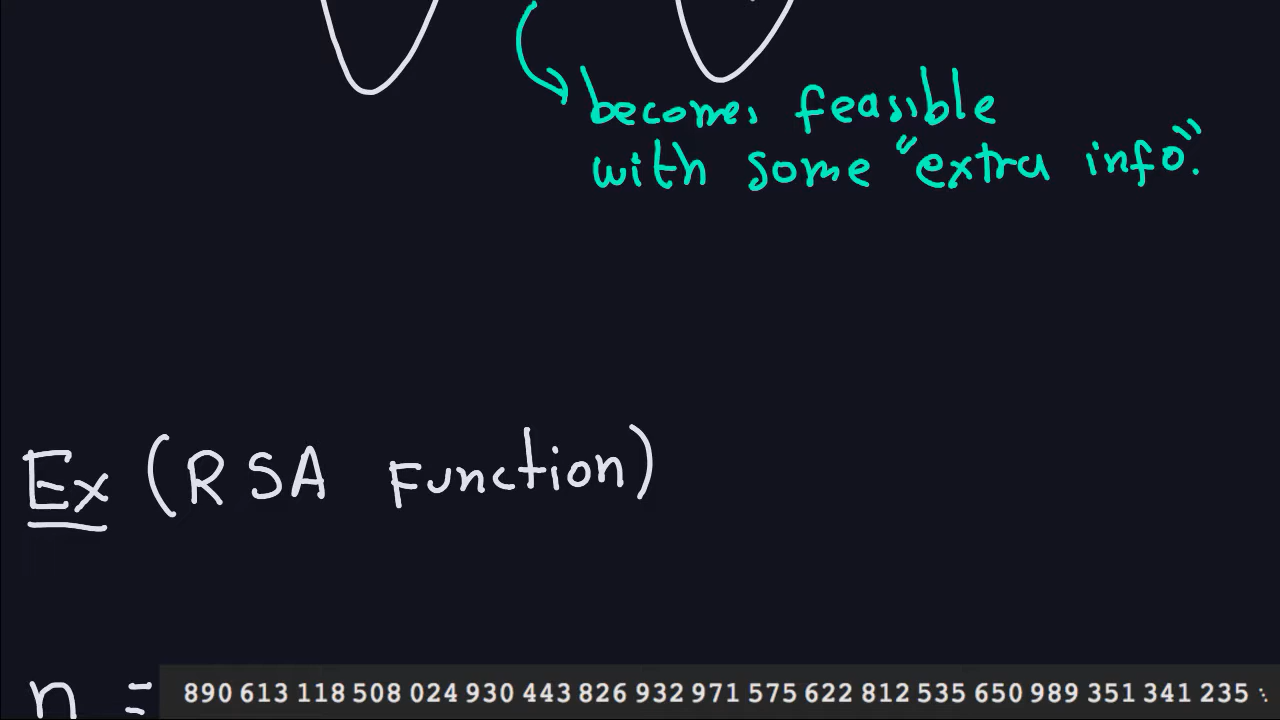 becomes feasible
with some "extra info".
Ex (RSA Function)
n = 890 613 118 508 024 930 443 826 932 971 575 622 812 535 650 989 351 341 235